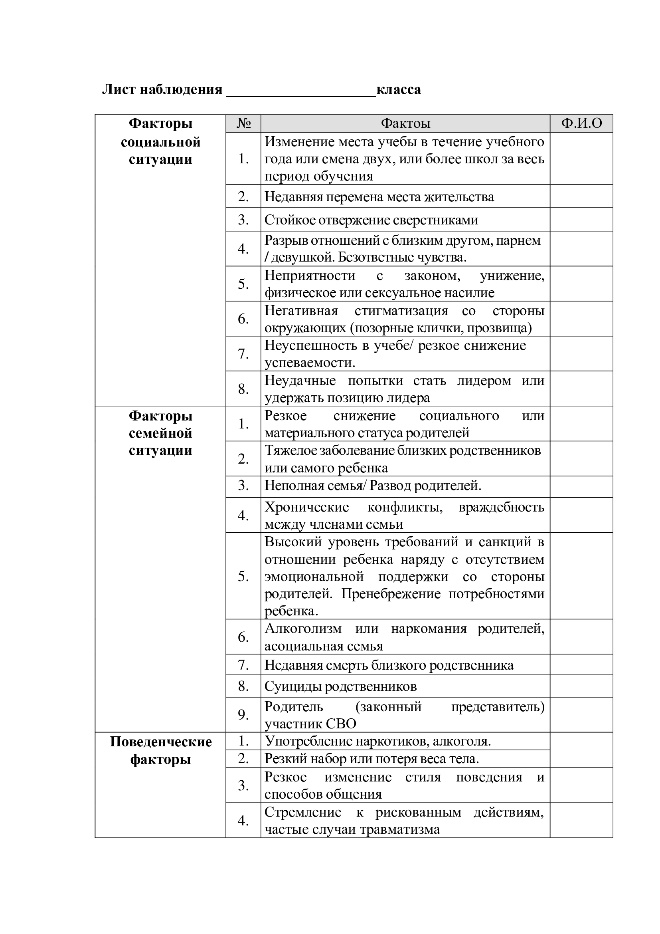 Лист наблюдения ____________________класса
Факторы
социальной
ситуации
№
Фактоы
Ф.И.О
1.
Изменение места учебы в течение учебного
года или смена двух, или более школ за весь
период обучения
2.
Недавняя перемена места жительства
3.
Стойкое отвержение сверстниками
4.
Разрыв отношений с близким другом, парнем
/ девушкой. Безответные чувства.
5.
Неприятности с законом, унижение,
физическое или сексуальное насилие
6.
Негативная стигматизация со стороны
окружающих (позорные клички, прозвища)
7.
Неуспешность в учебе/ резкое снижение
успеваемости.
8.
Неудачные попытки стать лидером или
удержать позицию лидера
Факторы
семейной
ситуации
1.
Резкое снижение социального или
материального статуса родителей
2.
Тяжелое заболевание близких родственников
или самого ребенка
3.
Неполная семья/ Развод родителей.
4.
Хронические конфликты, враждебность
между членами семьи
5.
Высокий уровень требований и санкций в
отношении ребенка наряду с отсутствием
эмоциональной поддержки со стороны
родителей. Пренебрежение потребностями
ребенка.
6.
Алкоголизм или наркомания родителей,
асоциальная семья
7.
Недавняя смерть близкого родственника
8.
Суициды родственников
9.
Родитель (законный представитель)
участник СВО
Поведенческие
факторы
1.
Употребление наркотиков, алкоголя.
2.
Резкий набор или потеря веса тела.
3.
Резкое изменение стиля поведения и
способов общения
4.
Стремление к рискованным действиям,
частые случаи травматизма